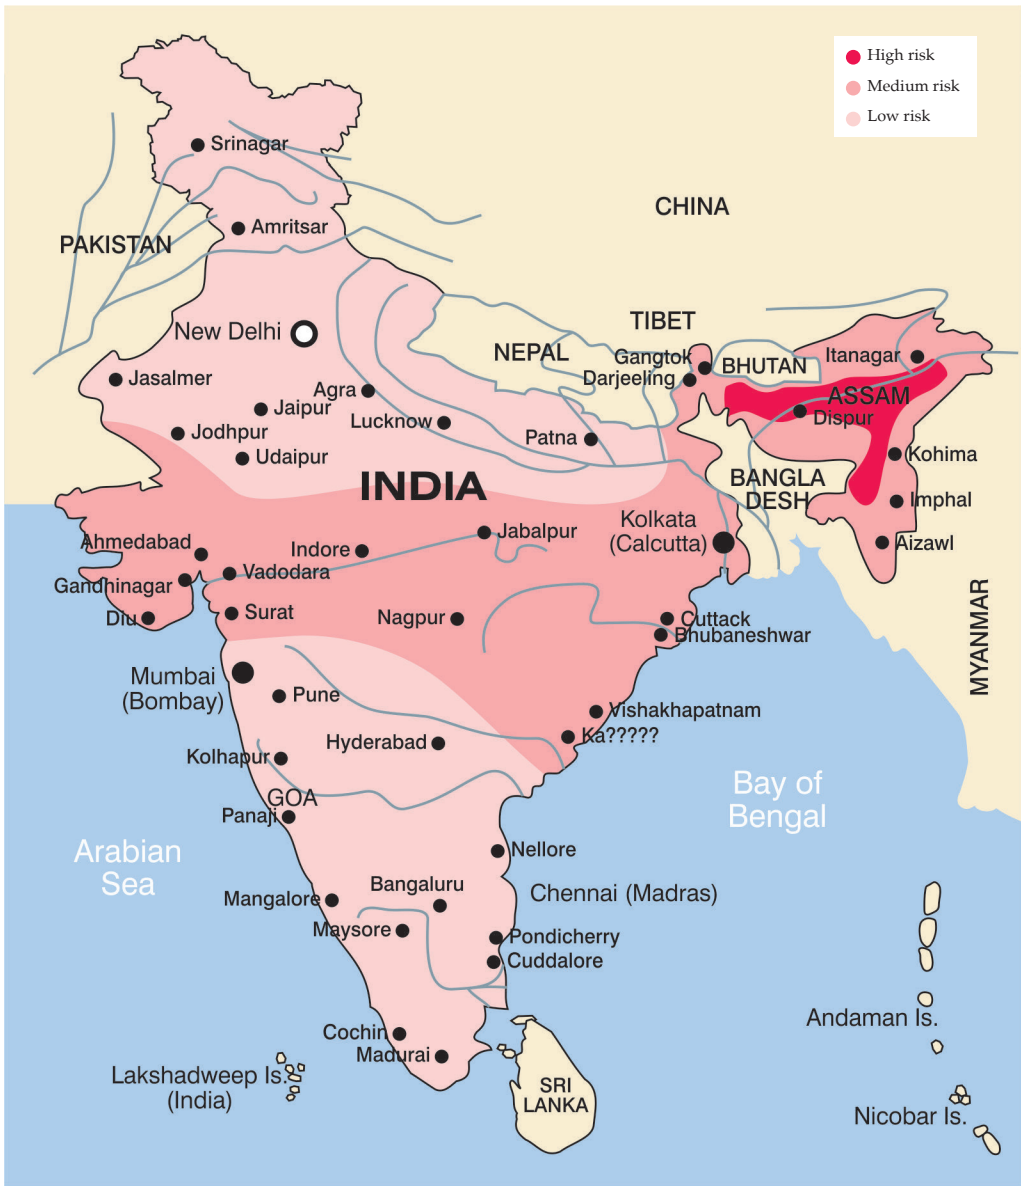 High risk
Medium risk
Low risk
Srinagar
CHINA
Amritsar
PAKISTAN
New Delhi
TIBET
NEPAL
Gangtok
Darjeeling
BHUTAN
Itanagar
Jasalmer
Agra
ASSAM
Jaipur
Lucknow
Dispur
Jodhpur
Patna
Udaipur
Kohima
INDIA
BANGLA
DESH
Imphal
Kolkata
(Calcutta)
Jabalpur
Ahmedabad
Indore
Aizawl
Vadodara
Gandhinagar
Diu
Surat
Nagpur
Cuttack
Bhubaneshwar
MYANMAR
Mumbai
(Bombay)
Pune
Vishakhapatnam
Ka?????
Hyderabad
Kolhapur
GOA
Panaji
Bay of
Bengal
Arabian
Sea
Nellore
Bangaluru
Chennai (Madras)
Mangalore
Maysore
Pondicherry
Cuddalore
Andaman Is.
Cochin
Madurai
Lakshadweep Is.
(India)
SRI
LANKA
Nicobar Is.